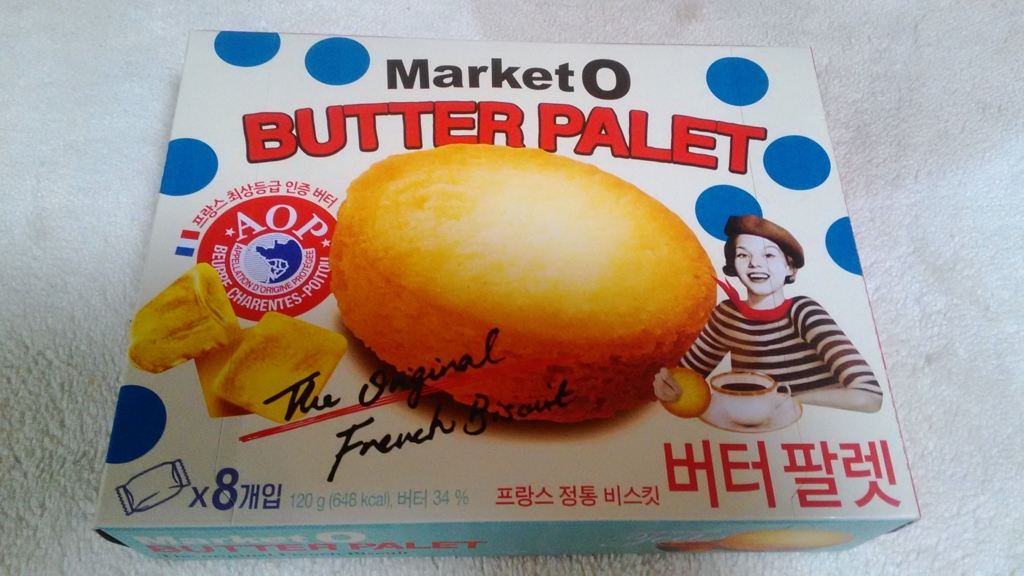 Market O
BUTTER PALET
프랑스 최상등급 인증 버터
AOP
APPELLATION D'ORIGINE PROTÉGÉE
BEURRE CHARENTES-POITOU
The Original
French Biscuit
x8개입 120 g (648 kcal), 버터 34 %
프랑스 정통 비스킷 버터 팔렛
Market O
BUTTER PALET